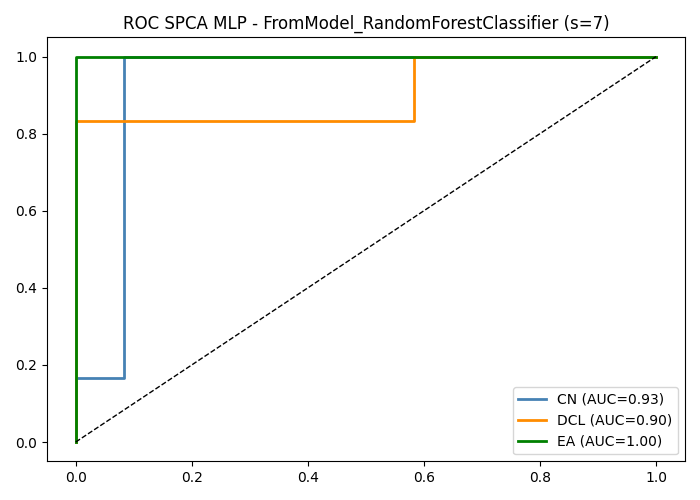 ROC SPCA MLP - FromModel_RandomForestClassifier (s=7)
1.0
0.8
0.6
0.4
0.2
0.0
CN (AUC=0.93)
DCL (AUC=0.90)
EA (AUC=1.00)
0.0 0.2 0.4 0.6 0.8 1.0